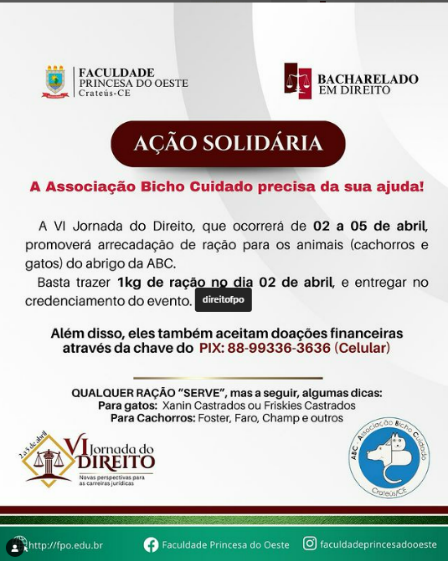 FACULDADE
PRINCESA DO OESTE
Crateús-CE
BACHARELADO
EM DIREITO
AÇÃO SOLIDÁRIA
A Associação Bicho Cuidado precisa da sua ajuda!
A VI Jornada do Direito, que ocorrerá de 02 a 05 de abril,
promoverá arrecadação de ração para os animais (cachorros e
gatos) do abrigo da ABC.
Basta trazer 1kg de ração no dia 02 de abril, e entregar no
credenciamento do evento.
direitofpo
Além disso, eles também aceitam doações financeiras
através da chave do PIX: 88-99336-3636 (Celular)
QUALQUER RAÇÃO “SERVE”, mas a seguir, algumas dicas:
Para gatos: Xanin Castrados ou Friskies Castrados
Para Cachorros: Foster, Faro, Champ e outros
2 a 5 de abril
VI Jornada do
DIREITO
Novas perspectivas para
as carreiras jurídicas
ABC - Associação Bicho Cuidado
Crateús/CE
http://fpo.edu.br
Faculdade Princesa do Oeste
faculdadeprincesadooeste